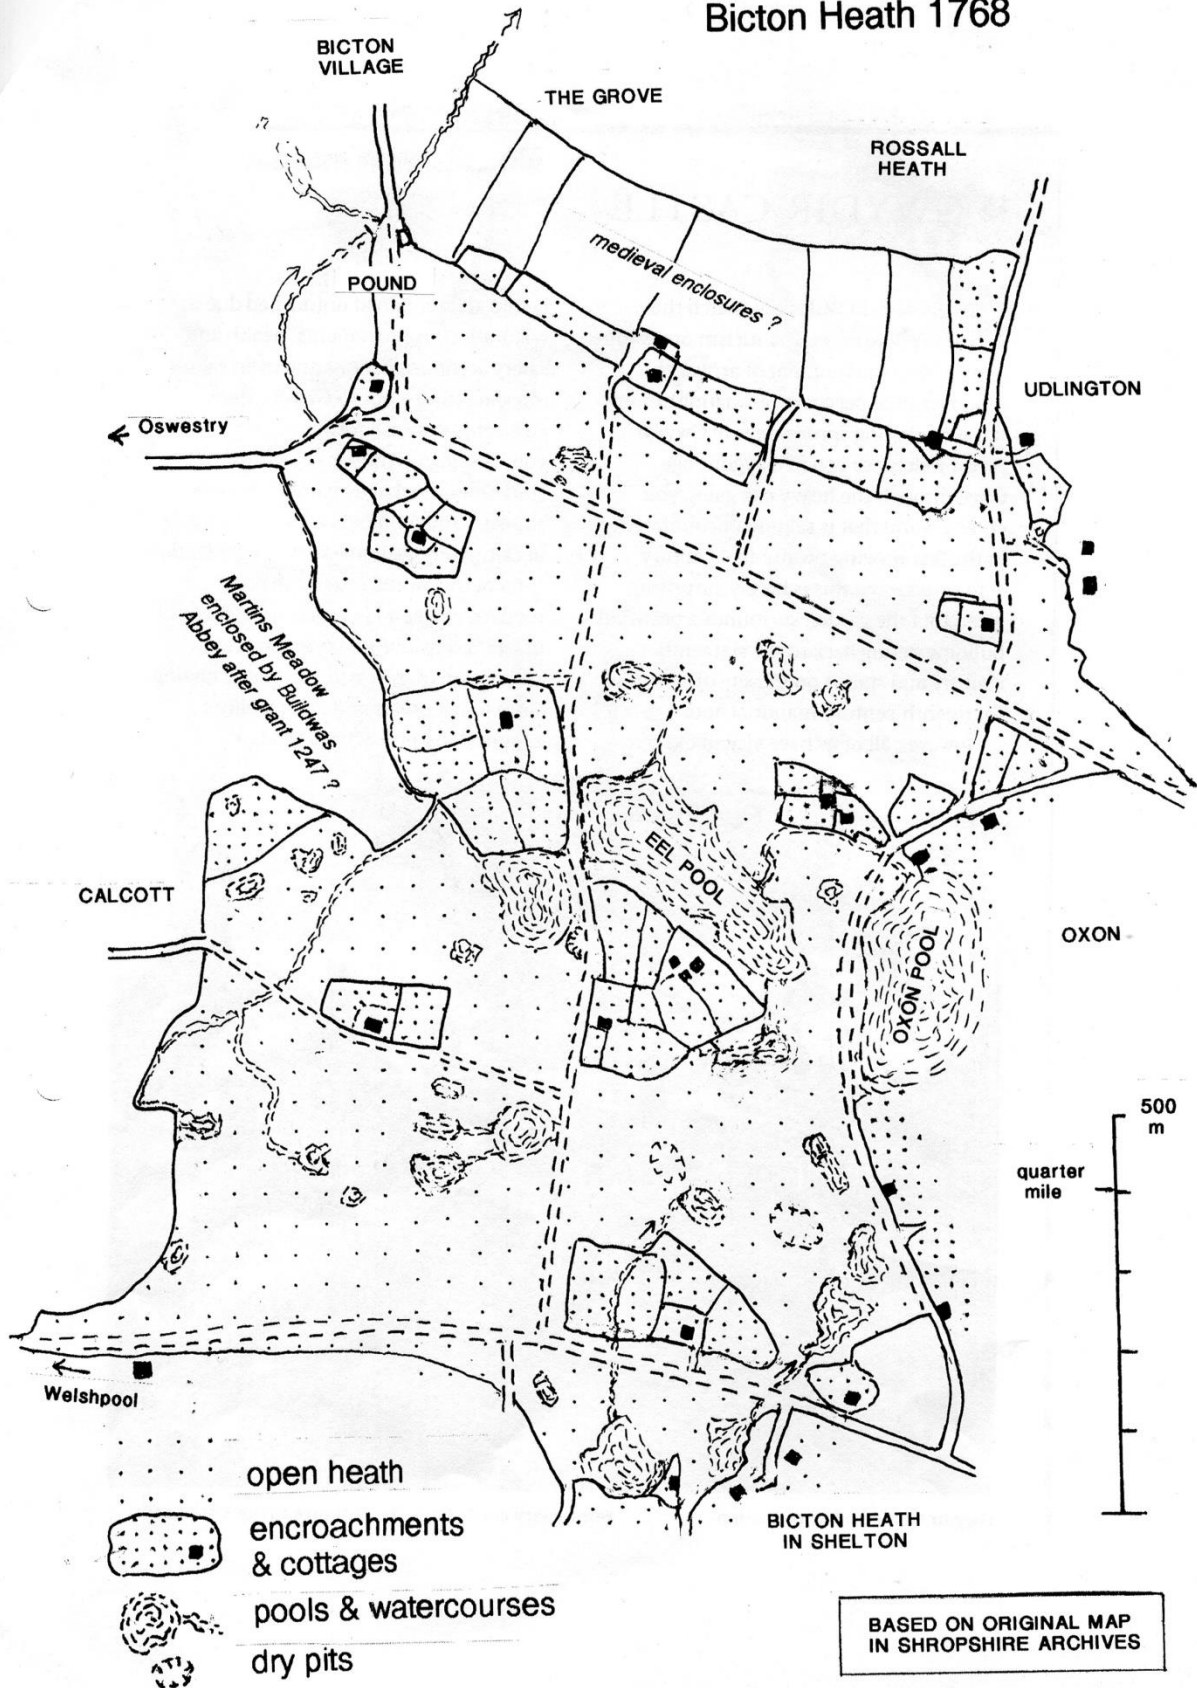 Bicton Heath 1768
BICTON
VILLAGE
THE GROVE
ROSSALL
HEATH
medieval enclosures ?
POUND
UDLINGTON
Oswestry
Martins Meadow
enclosed by Buildwas
Abbey after grant 1247 ?
EEL POOL
CALCOTT
OXON POOL
OXON
500
m
quarter
mile
Welshpool
open heath
encroachments
& cottages
pools & watercourses
dry pits
BICTON HEATH
IN SHELTON
BASED ON ORIGINAL MAP
IN SHROPSHIRE ARCHIVES